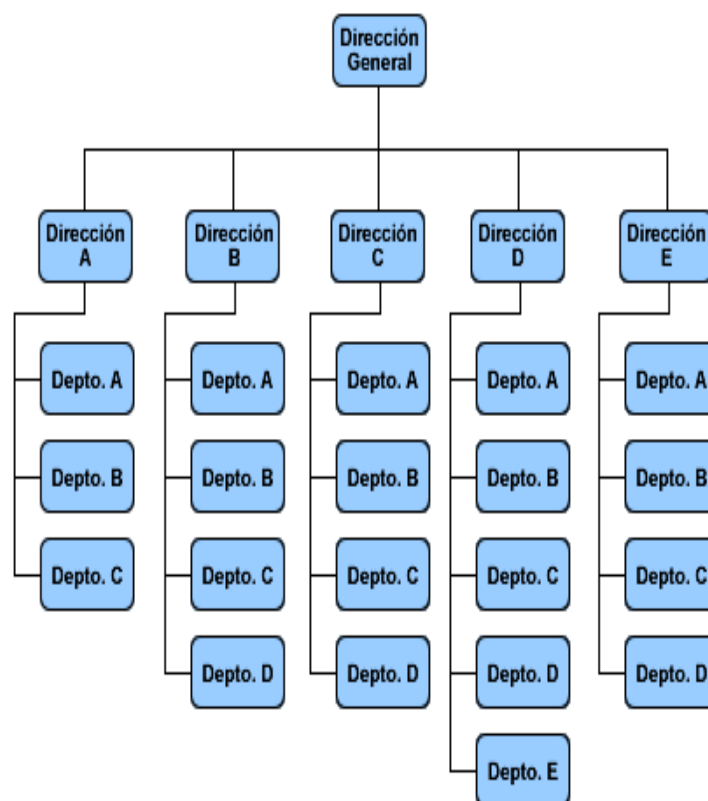 Dirección
General
Dirección
A
Dirección
B
Dirección
C
Dirección
D
Dirección
E
Depto. A
Depto. A
Depto. A
Depto. A
Depto. A
Depto. B
Depto. B
Depto. B
Depto. B
Depto. B
Depto. C
Depto. C
Depto. C
Depto. C
Depto. C
Depto. D
Depto. D
Depto. D
Depto. D
Depto. E